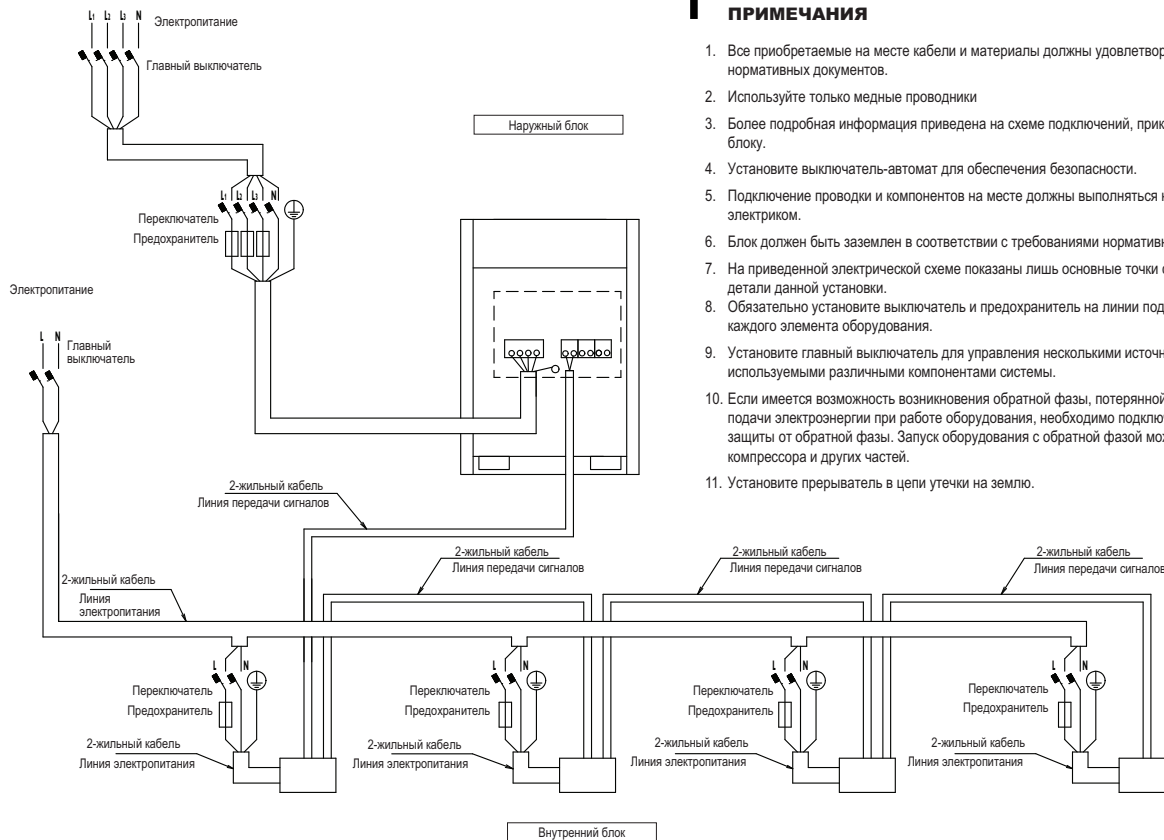 L₁ L₂ L₃ N
Электропитание
Главный выключатель
Наружный блок
L₁ L₂ L₃ N
Переключатель
Предохранитель
Электропитание
L N
Главный
выключатель
2-жильный кабель
Линия передачи сигналов
2-жильный кабель
Линия передачи сигналов
2-жильный кабель
Линия передачи сигналов
2-жильный кабель
Линия передачи сигналов
2-жильный кабель
Линия
электропитания
L N
Переключатель
Предохранитель
2-жильный кабель
Линия электропитания
L N
Переключатель
Предохранитель
2-жильный кабель
Линия электропитания
L N
Переключатель
Предохранитель
2-жильный кабель
Линия электропитания
L N
Переключатель
Предохранитель
2-жильный кабель
Линия электропитания
Внутренний блок
ПРИМЕЧАНИЯ
1. Все приобретаемые на месте кабели и материалы должны
нормативных документов.
2. Используйте только медные проводники
3. Более подробная информация приведена на схеме подключений,
блоку.
4. Установите выключатель-автомат для обеспечения безопасности.
5. Подключение проводки и компонентов на месте должны выполняться
электриком.
6. Блок должен быть заземлен в соответствии с требованиями
7. На приведенной электрической схеме показаны лишь основные точки
детали данной установки.
8. Обязательно установите выключатель и предохранитель на линии
каждого элемента оборудования.
9. Установите главный выключатель для управления несколькими
используемыми различными компонентами системы.
10. Если имеется возможность возникновения обратной фазы, потерянной
подачи электроэнергии при работе оборудования, необходимо
защиты от обратной фазы. Запуск оборудования с обратной фазой
компрессора и других частей.
11. Установите прерыватель в цепи утечки на землю.